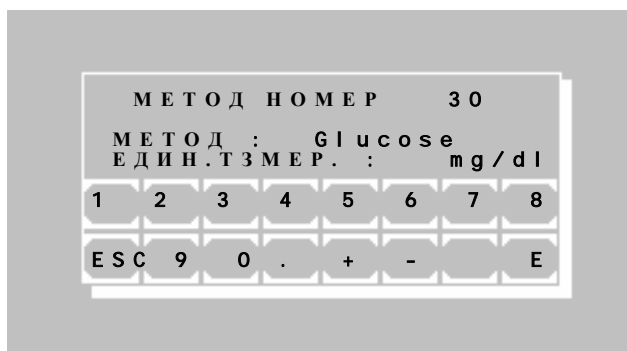 МЕТОД НОМЕР 30
МЕТОД : Glucose
ЕДИН.ТЗМЕР. : mg/dl
1 2 3 4 5 6 7 8
ESC 9 0 . + - E